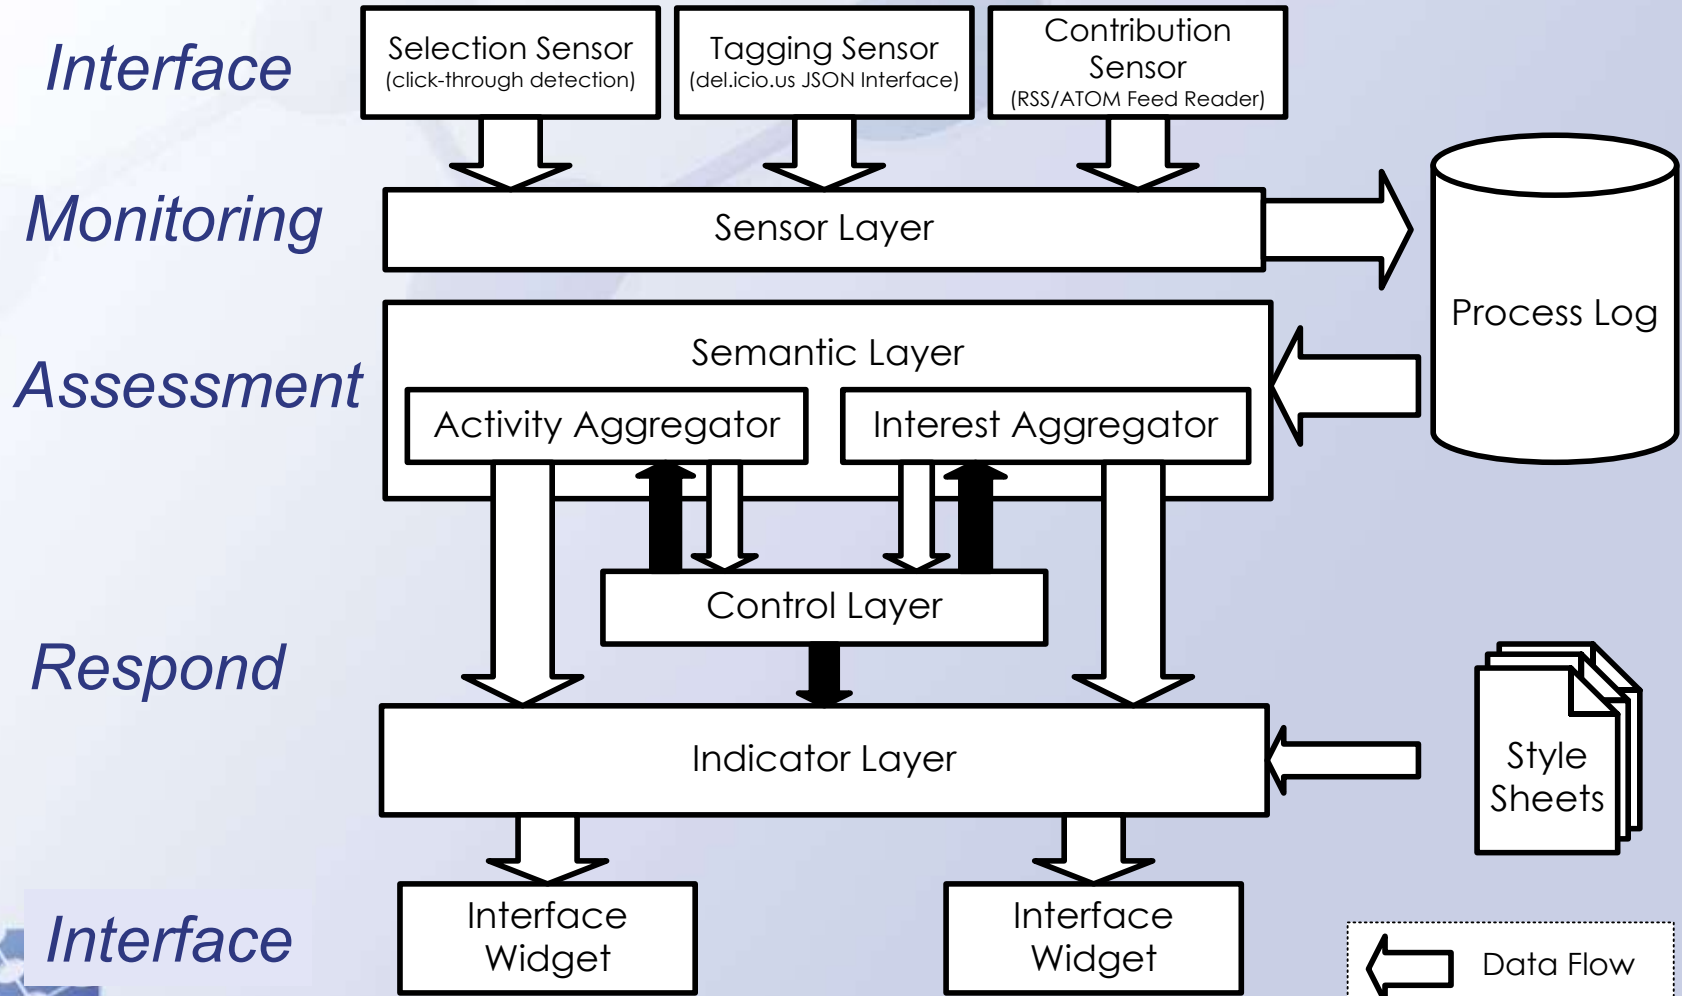 Interface
Selection Sensor
(click-through detection)
Tagging Sensor
(del.icio.us JSON Interface)
Contribution
Sensor
(RSS/ATOM Feed Reader)
Monitoring
Sensor Layer
Process Log
Assessment
Semantic Layer
Activity Aggregator
Interest Aggregator
Control Layer
Respond
Indicator Layer
Style
Sheets
Interface
Interface
Widget
Interface
Widget
Data Flow